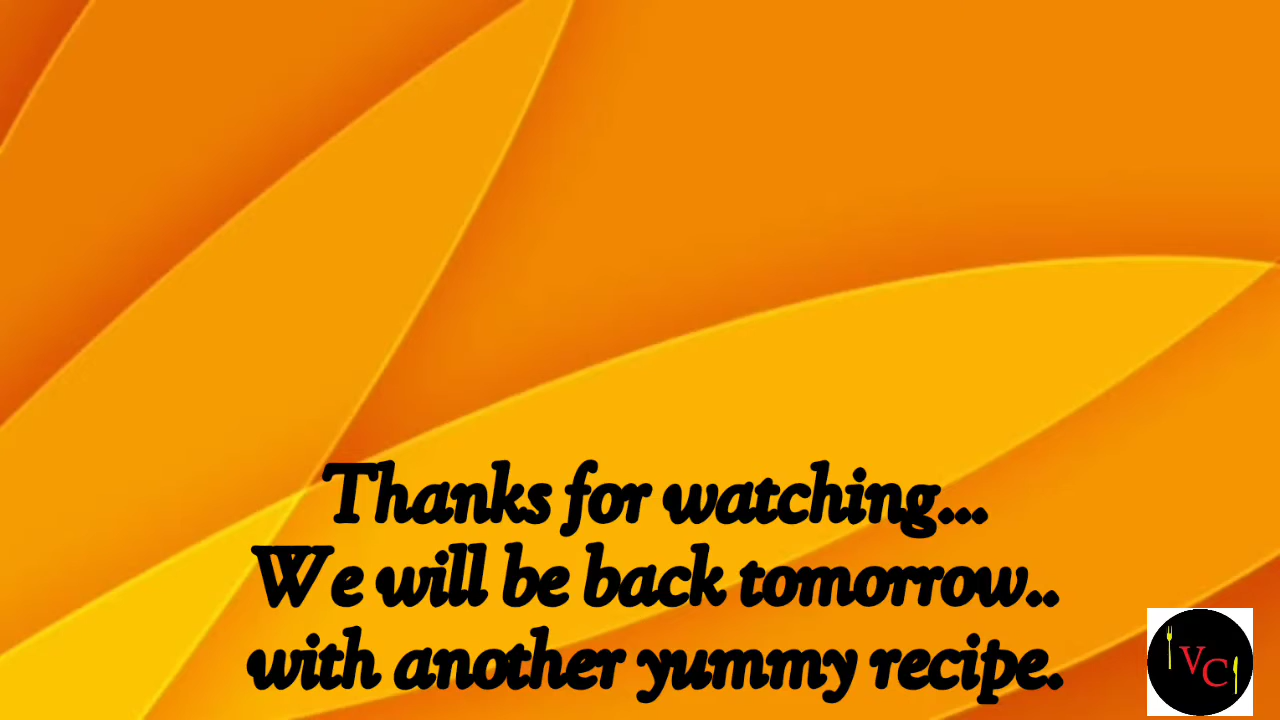 Thanks for watching...
We will be back tomorrow..
with another yummy recipe.
VC